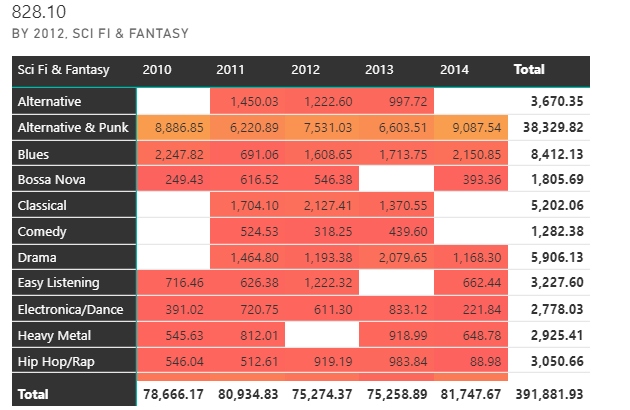 828.10
BY 2012, SCI FI & FANTASY
Sci Fi & Fantasy 2010 2011 2012 2013 2014 Total
Alternative 1,450.03 1,222.60 997.72 3,670.35
Alternative & Punk 8,886.85 6,220.89 7,531.03 6,603.51 9,087.54 38,329.82
Blues 2,247.82 691.06 1,608.65 1,713.75 2,150.85 8,412.13
Bossa Nova 249.43 616.52 546.38 393.36 1,805.69
Classical 1,704.10 2,127.41 1,370.55 5,202.06
Comedy 524.53 318.25 439.60 1,282.38
Drama 1,464.80 1,193.38 2,079.65 1,168.30 5,906.13
Easy Listening 716.46 626.38 1,222.32 662.44 3,227.60
Electronica/Dance 391.02 720.75 611.30 833.12 221.84 2,778.03
Heavy Metal 545.63 812.01 918.99 648.78 2,925.41
Hip Hop/Rap 546.04 512.61 919.19 983.84 88.98 3,050.66
Total 78,666.17 80,934.83 75,274.37 75,258.89 81,747.67 391,881.93